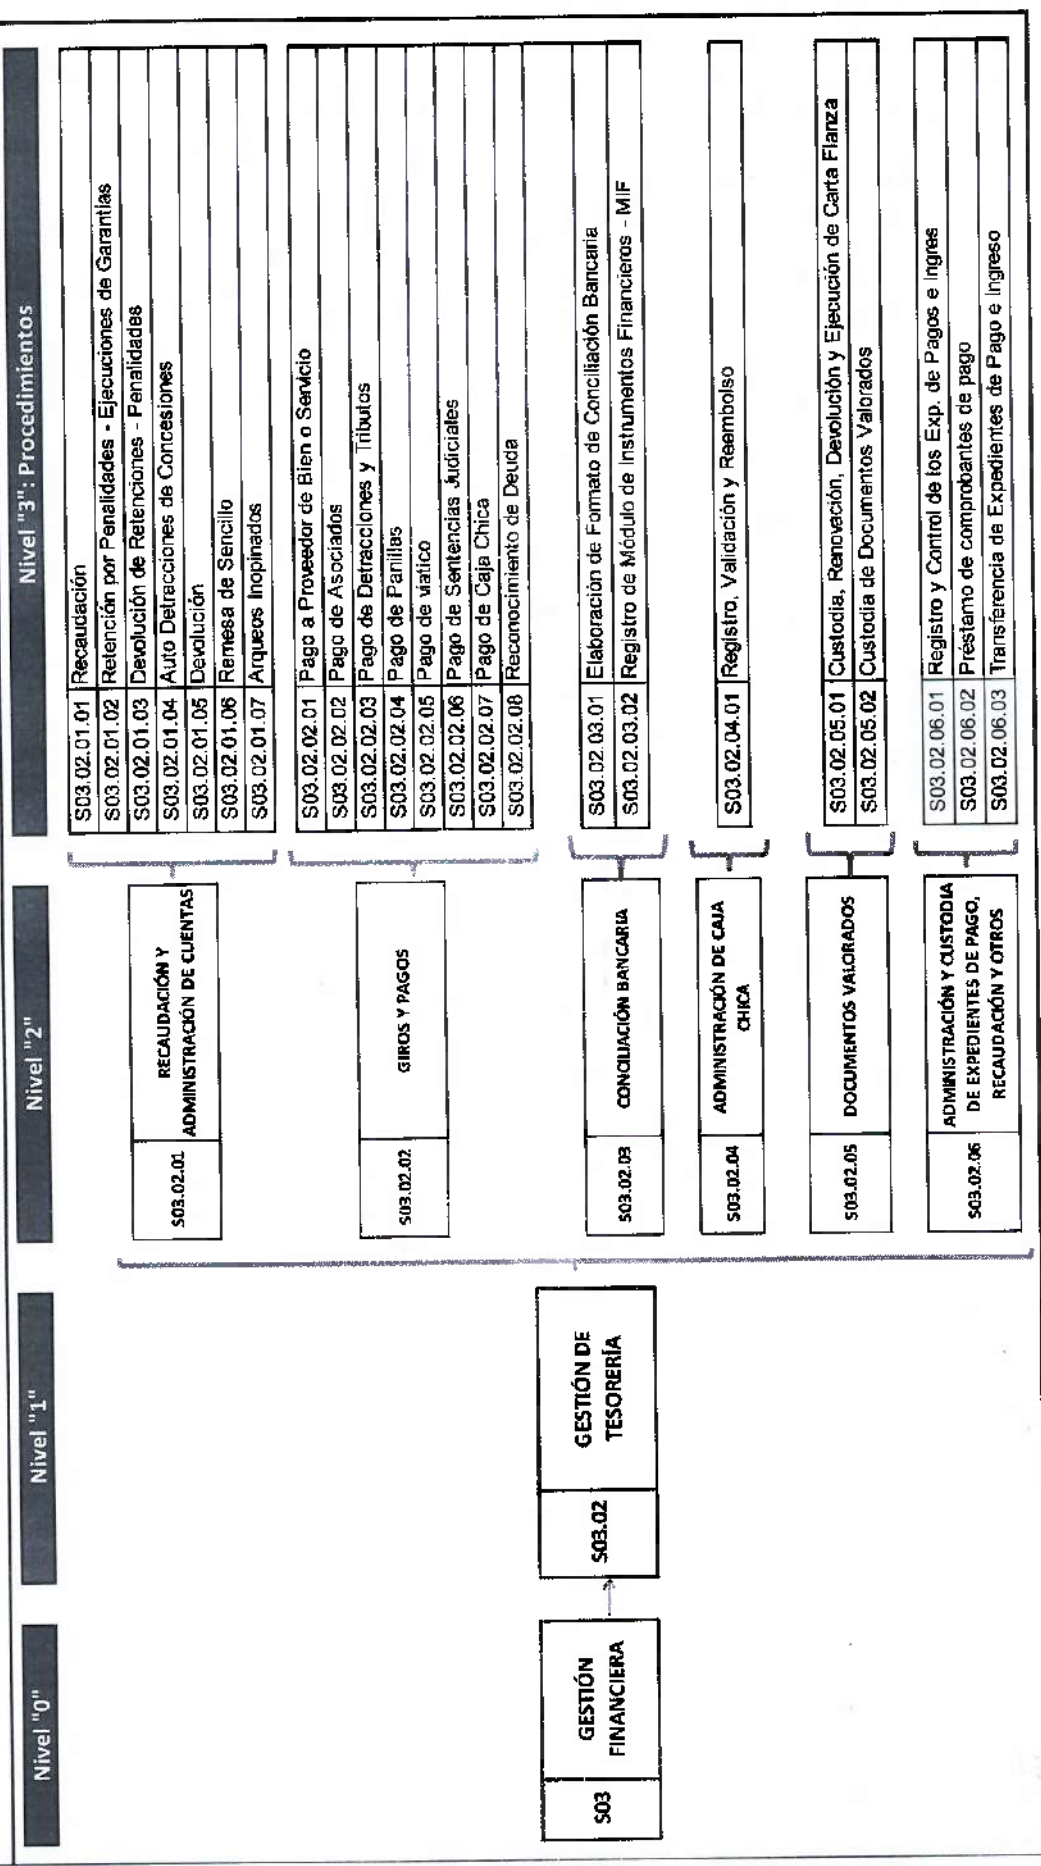 Nivel "0"
Nivel "1"
Nivel "2"
Nivel "3": Procedimientos
S03
GESTIÓN
FINANCIERA
S03.02
GESTIÓN DE
TESORERÍA
S03.02.01
RECAUDACIÓN Y
ADMINISTRACIÓN DE CUENTAS
S03.02.01.01 Recaudación
S03.02.01.02 Retención por Penalidades - Ejecuciones de Garantías
S03.02.01.03 Devolución de Retenciones - Penalidades
S03.02.01.04 Auto Detracciones de Concesiones
S03.02.01.05 Devolución
S03.02.01.06 Remesa de Sencillo
S03.02.01.07 Arqueos Inopinados
S03.02.02
GIROS Y PAGOS
S03.02.02.01 Pago a Proveedor de Bien o Servicio
S03.02.02.02 Pago de Asociados
S03.02.02.03 Pago de Detracciones y Tributos
S03.02.02.04 Pago de Panillas
S03.02.02.05 Pago de viatico
S03.02.02.06 Pago de Sentencias Judiciales
S03.02.02.07 Pago de Caja Chica
S03.02.02.08 Reconocimiento de Deuda
S03.02.03
CONCILIACIÓN BANCARIA
S03.02.03.01 Elaboración de Formato de Conciliación Bancaria
S03.02.03.02 Registro de Módulo de Instrumentos Financieros - MIF
S03.02.04
ADMINISTRACIÓN DE CAJA
CHICA
S03.02.04.01 Registro, Validación y Reembolso
S03.02.05
DOCUMENTOS VALORADOS
S03.02.05.01 Custodia, Renovación, Devolución y Ejecución de Carta Fianza
S03.02.05.02 Custodia de Documentos Valorados
S03.02.06
ADMINISTRACIÓN Y CUSTODIA
DE EXPEDIENTES DE PAGO,
RECAUDACIÓN Y OTROS
S03.02.06.01 Registro y Control de los Exp. de Pagos e Ingres
S03.02.06.02 Préstamo de comprobantes de pago
S03.02.06.03 Transferencia de Expedientes de Pago e Ingreso